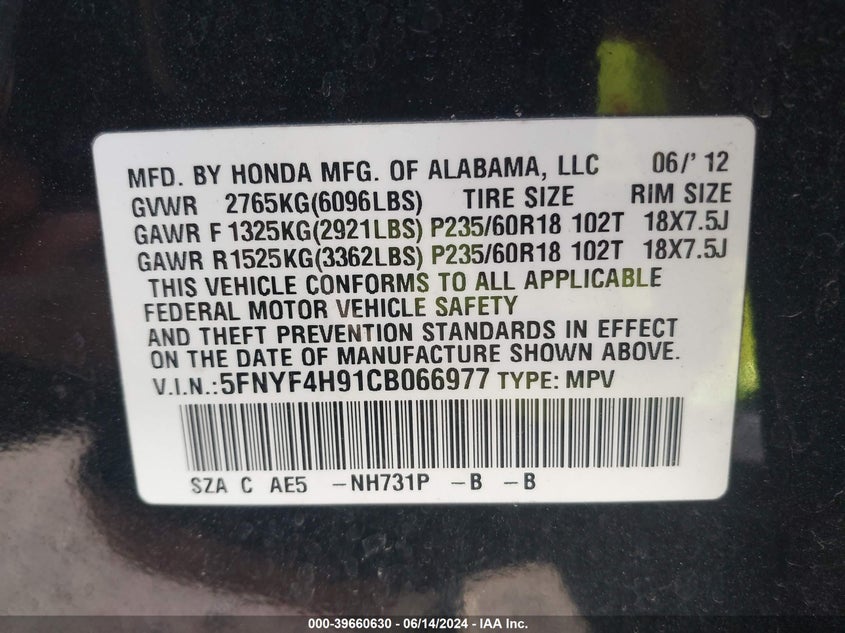 MFD. BY HONDA MFG. OF ALABAMA, LLC 06/' 12
GVWR 2765KG(6096LBS) TIRE SIZE RIM SIZE
GAWR F 1325KG(2921LBS) P235/60R18 102T 18X7.5J
GAWR R1525KG(3362LBS) P235/60R18 102T 18X7.5J
THIS VEHICLE CONFORMS TO ALL APPLICABLE
FEDERAL MOTOR VEHICLE SAFETY
AND THEFT PREVENTION STANDARDS IN EFFECT
ON THE DATE OF MANUFACTURE SHOWN ABOVE.
V.I.N.:5FNYF4H91CB066977 TYPE: MPV
SZA C AE5 -NH731P -B -B
000-39660630 - 06/14/2024 - IAA Inc.